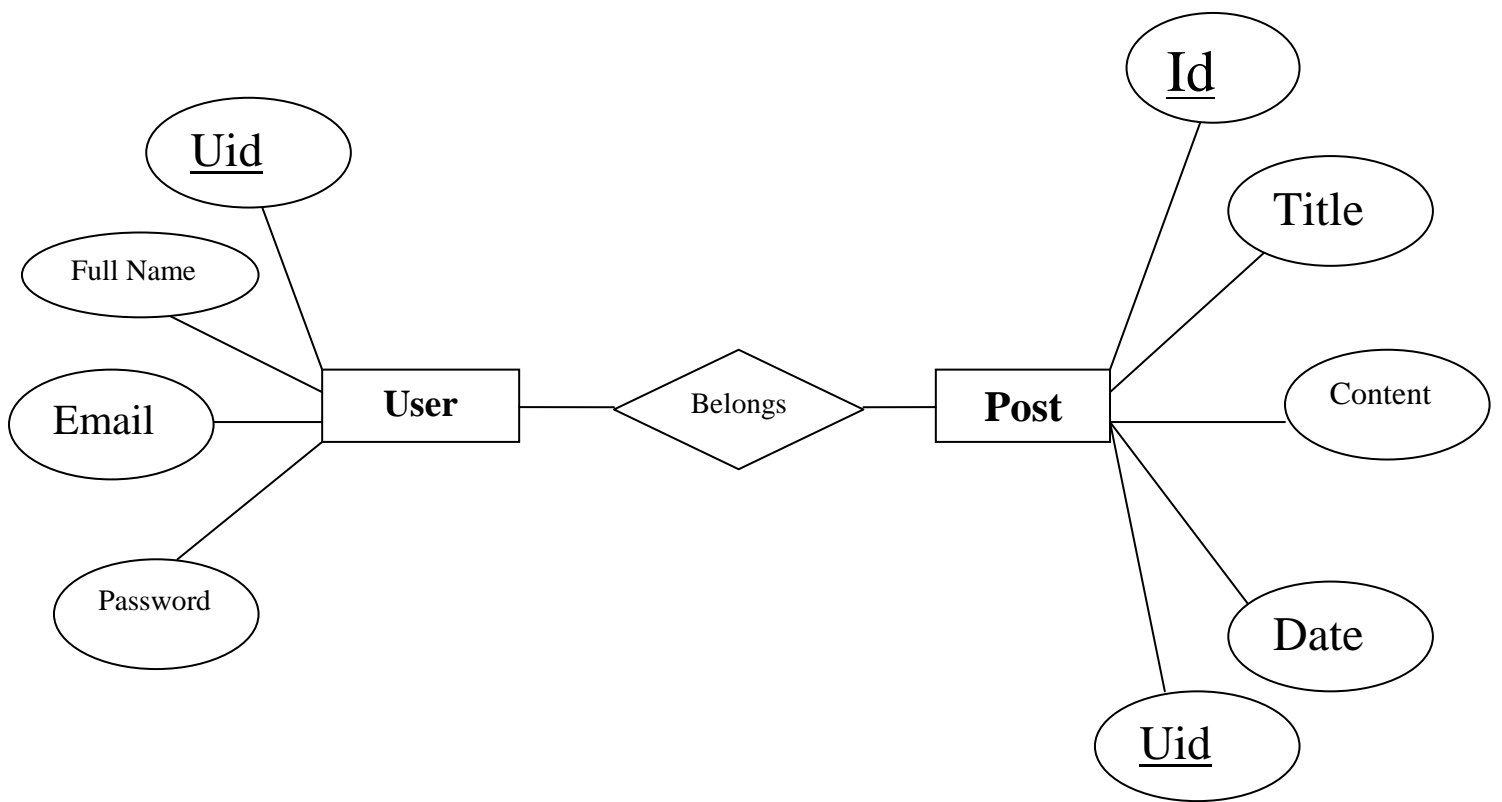 Id
Uid
Title
Full Name
Content
User
Belongs
Post
Email
Password
Date
Uid